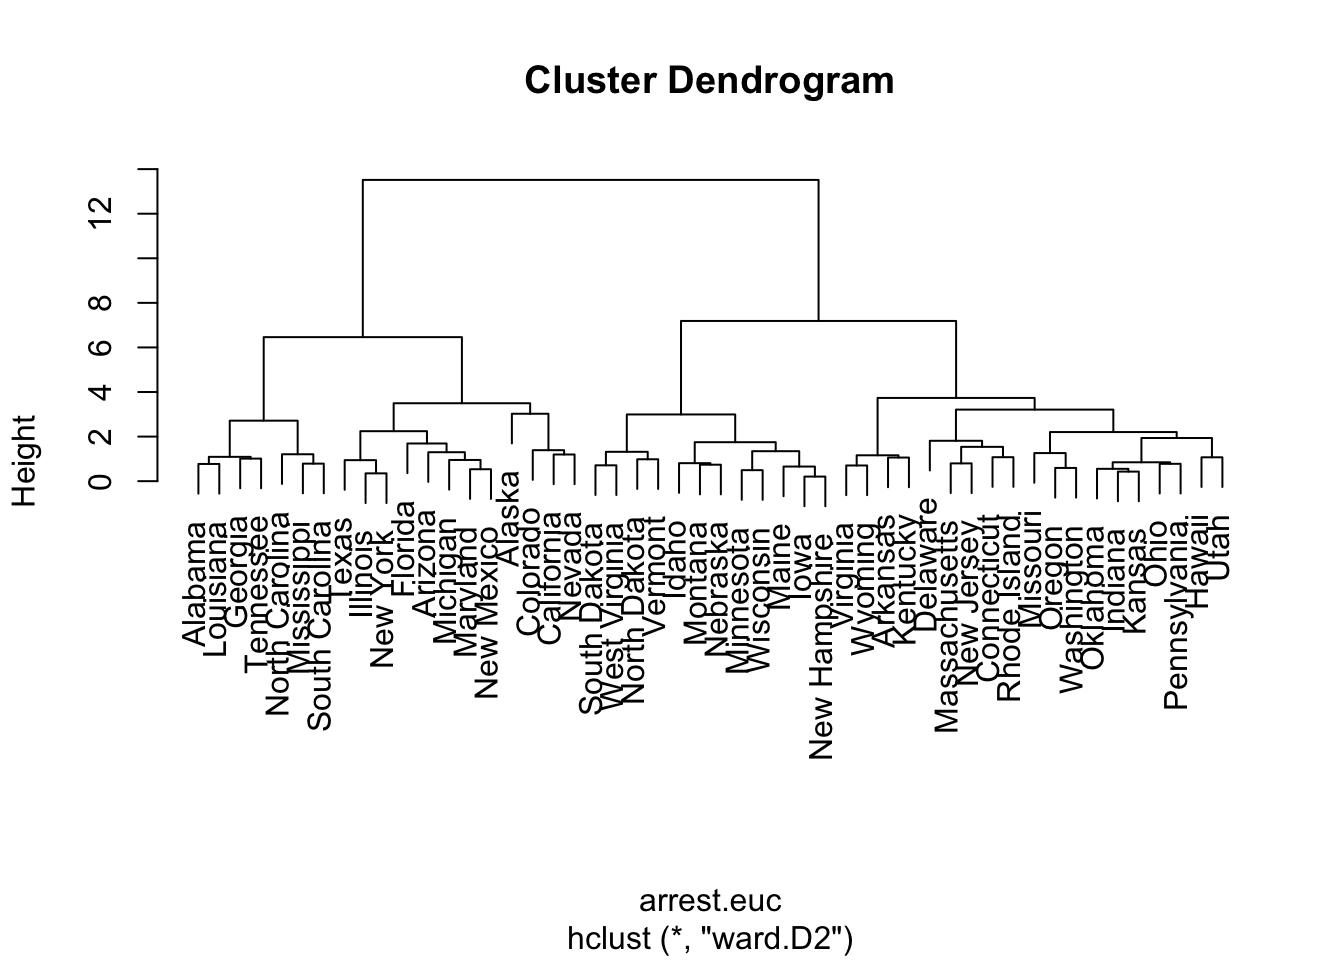 Cluster Dendrogram
Height
12
8
6
4
2
0
Alabama
Louisiana
Georgia
Tennessee
North Carolina
Mississippi
South Carolina
Texas
Illinois
New York
Florida
Arizona
Michigan
Maryland
New Mexico
Alaska
Colorado
California
Nevada
South Dakota
West Virginia
North Dakota
Vermont
Idaho
Montana
Nebraska
Minnesota
Wisconsin
Maine
Iowa
New Hampshire
Virginia
Wyoming
Arkansas
Kentucky
Delaware
Massachusetts
New Jersey
Connecticut
Rhode Island
Missouri
Oregon
Washington
Oklahoma
Indiana
Kansas
Ohio
Pennsylvania
Hawaii
Utah
arrest.euc
hclust (*, "ward.D2")